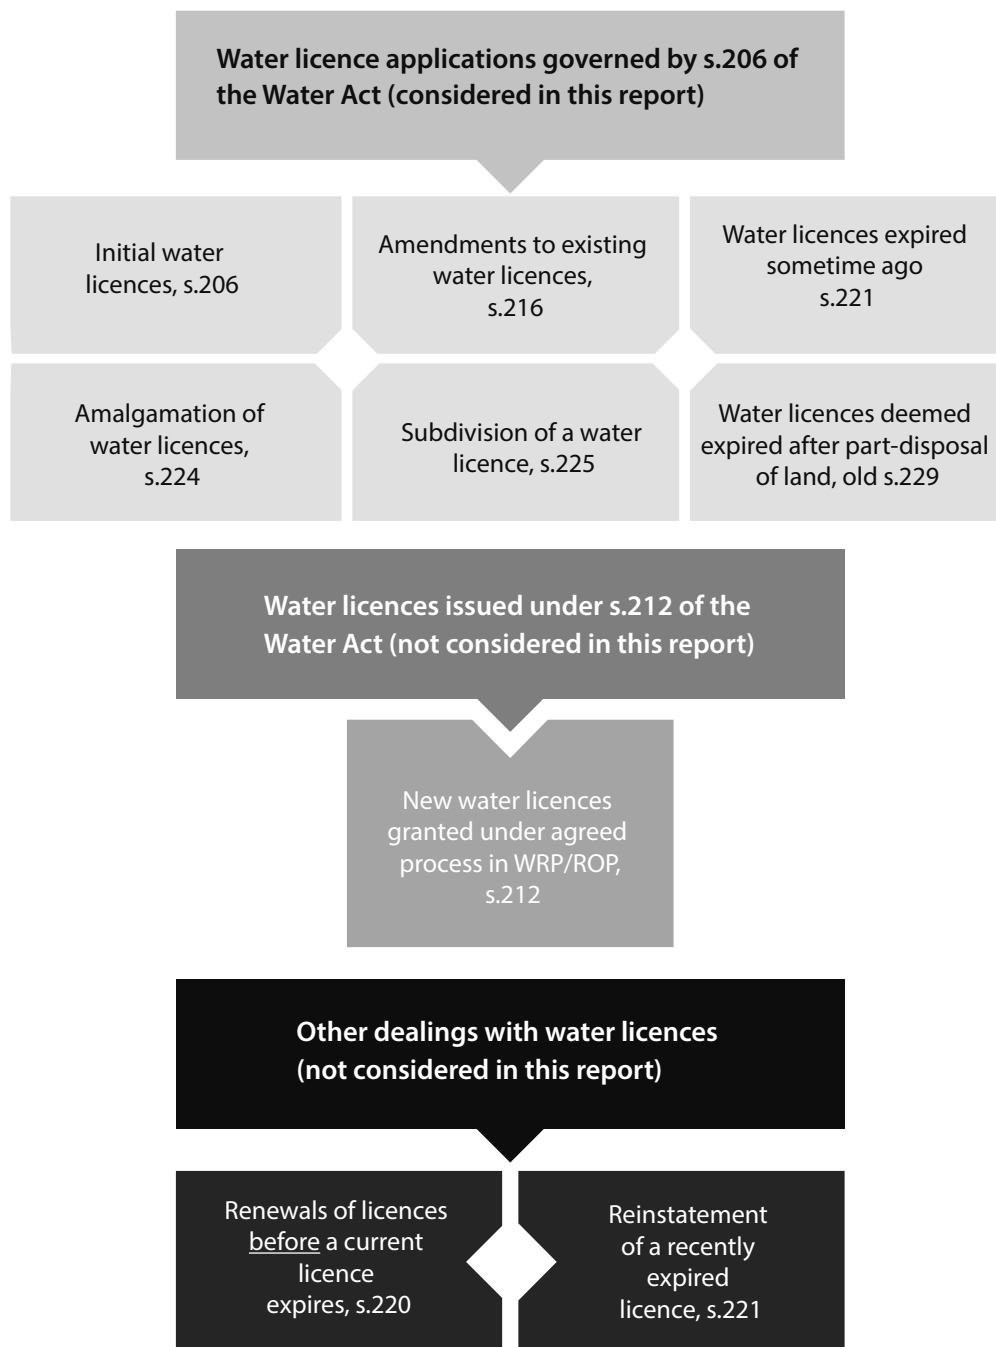 Water licence applications governed by s.206 of
the Water Act (considered in this report)
Initial water
licences, s.206
Amendments to existing
water licences,
s.216
Water licences expired
sometime ago
s.221
Amalgamation of
water licences,
s.224
Subdivision of a water
licence, s.225
Water licences deemed
expired after part-disposal
of land, old s.229
Water licences issued under s.212 of the
Water Act (not considered in this report)
New water licences
granted under agreed
process in WRP/ROP,
s.212
Other dealings with water licences
(not considered in this report)
Renewals of licences
before a current
licence
expires, s.220
Reinstatement
of a recently
expired
licence, s.221